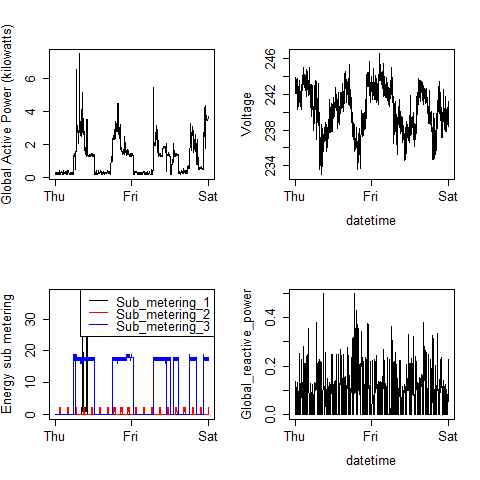 Global Active Power (kilowatts)
0 2 4 6
Thu Fri Sat
Voltage
234 238 242 246
Thu Fri Sat
datetime
Energy sub metering
0 10 20 30
Sub_metering_1
Sub_metering_2
Sub_metering_3
Thu Fri Sat
Global_reactive_power
0.0 0.2 0.4
Thu Fri Sat
datetime